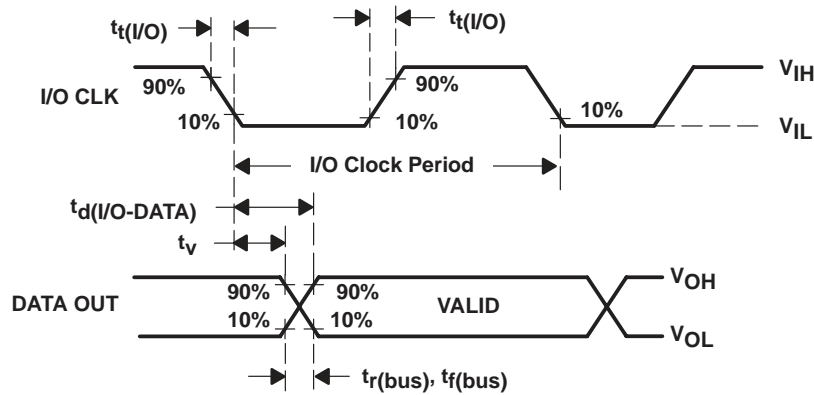 tt(I/O) tt(I/O)
90% 90% VIH
I/O CLK
10% 10% 10%
VIL
I/O Clock Period
td(I/O-DATA)
tv
VOH
90% 90%
DATA OUT VALID
10% 10%
VOL
tr(bus), tf(bus)